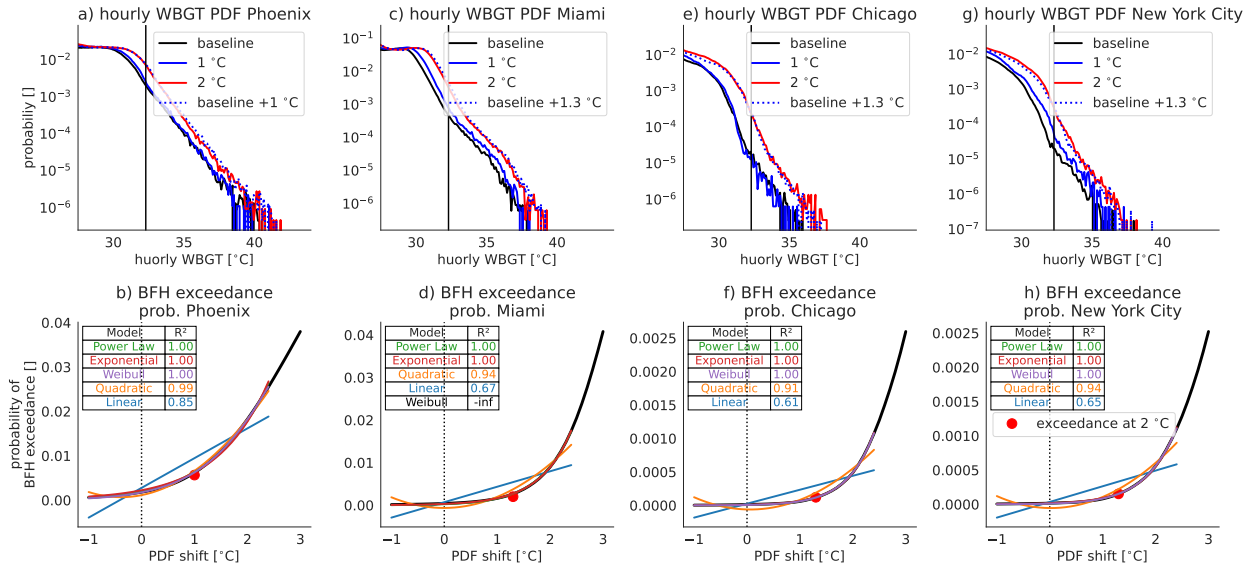 a) hourly WBGT PDF Phoenix
c) hourly WBGT PDF Miami
e) hourly WBGT PDF Chicago
g) hourly WBGT PDF New York City
probability []
10⁻²
10⁻³
10⁻⁴
10⁻⁵
10⁻⁶
baseline
1 °C
2 °C
baseline +1 °C
30
35
40
huorly WBGT [°C]
10⁻¹
10⁻²
10⁻³
10⁻⁴
10⁻⁵
10⁻⁶
baseline
1 °C
2 °C
baseline +1.3 °C
25
30
35
40
huorly WBGT [°C]
10⁻²
10⁻³
10⁻⁴
10⁻⁵
10⁻⁶
baseline
1 °C
2 °C
baseline +1.3 °C
28
32
36
40
huorly WBGT [°C]
10⁻²
10⁻³
10⁻⁴
10⁻⁵
10⁻⁶
10⁻⁷
baseline
1 °C
2 °C
baseline +1.3 °C
30
35
40
huorly WBGT [°C]
b) BFH exceedance
prob. Phoenix
probability of
BFH exceedance []
0.04
0.03
0.02
0.01
0.00
Model R²
Power Law 1.00
Exponential 1.00
Weibull 1.00
Quadratic 0.99
Linear 0.85
−1 0 1 2 3
PDF shift [°C]
d) BFH exceedance
prob. Miami
0.04
0.03
0.02
0.01
0.00
Model R²
Power Law 1.00
Exponential 1.00
Quadratic 0.94
Linear 0.67
Weibull -inf
−1 0 1 2 3
PDF shift [°C]
f) BFH exceedance
prob. Chicago
0.0025
0.0020
0.0015
0.0010
0.0005
0.0000
Model R²
Power Law 1.00
Exponential 1.00
Weibull 1.00
Quadratic 0.91
Linear 0.61
−1 0 1 2 3
PDF shift [°C]
h) BFH exceedance
prob. New York City
0.0025
0.0020
0.0015
0.0010
0.0005
0.0000
Model R²
Power Law 1.00
Exponential 1.00
Weibull 1.00
Quadratic 0.94
Linear 0.65
exceedance at 2 °C
−1 0 1 2 3
PDF shift [°C]